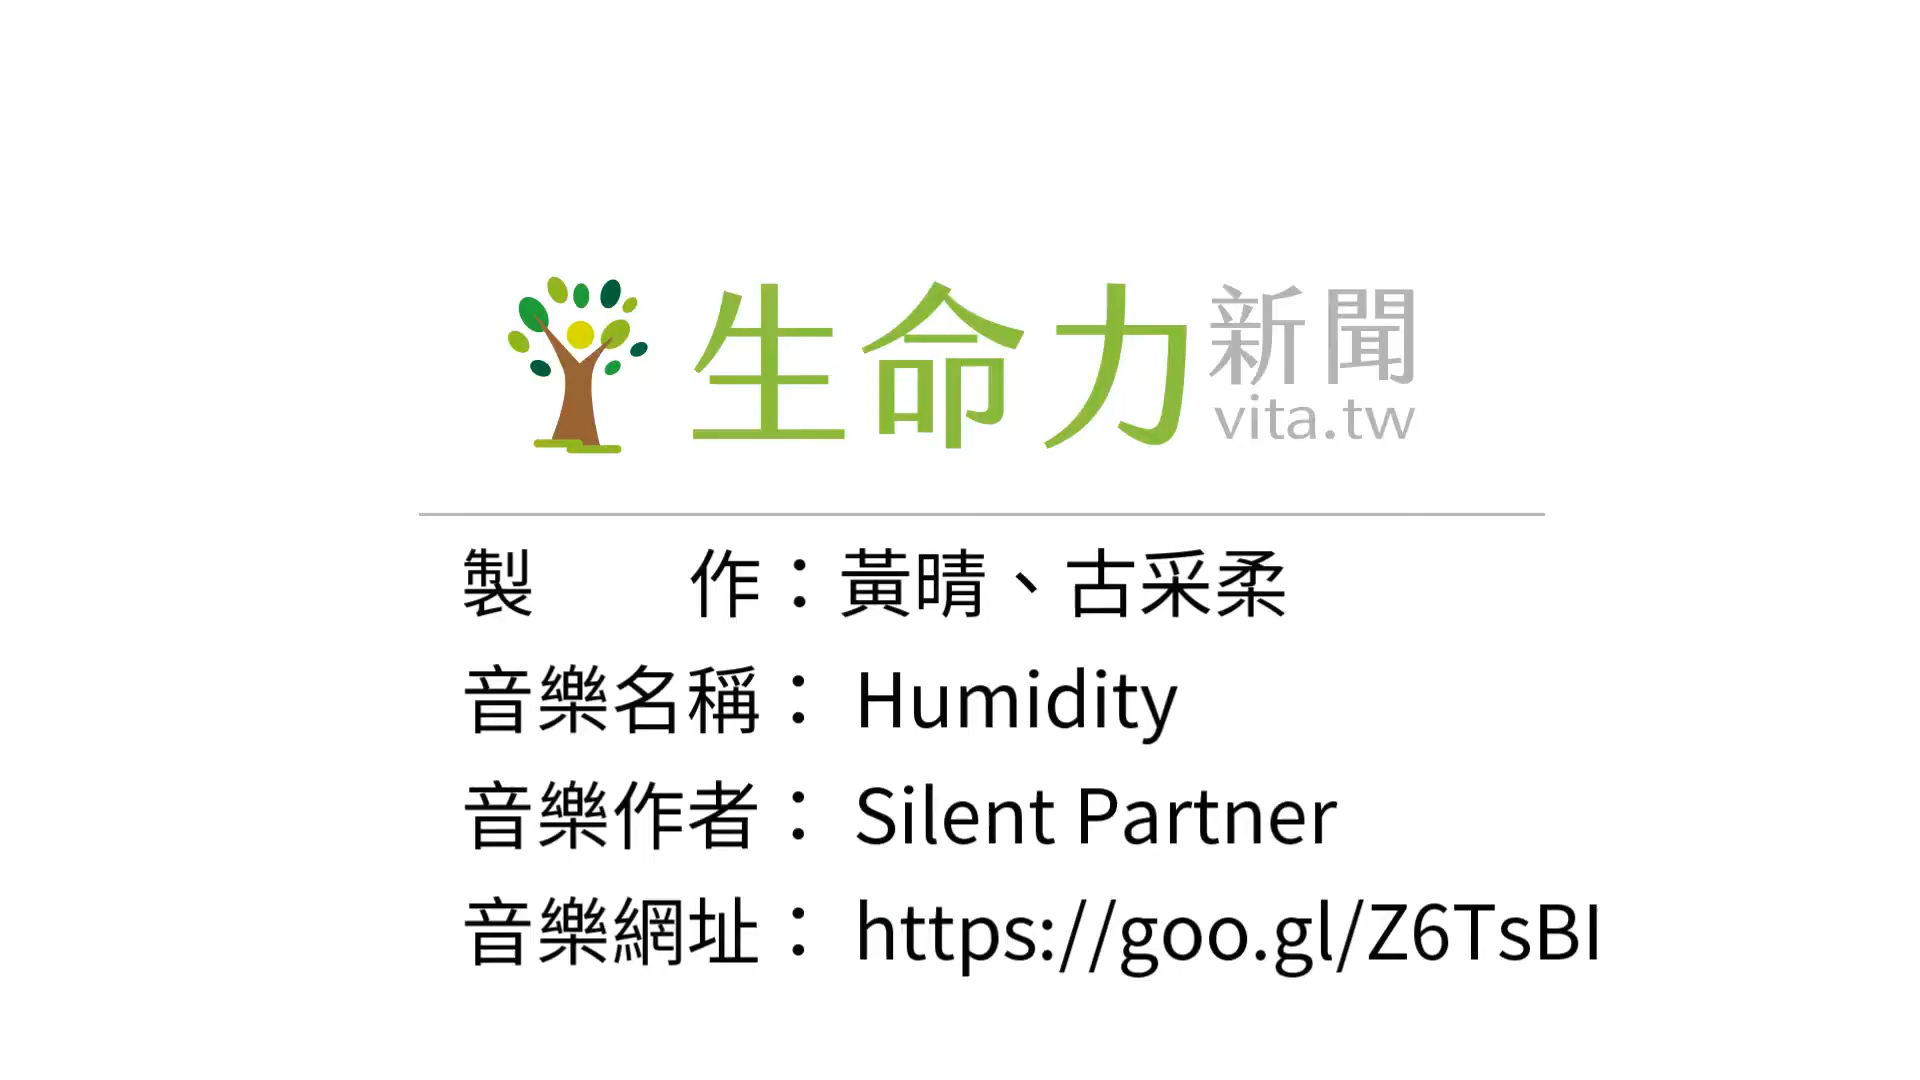 生命力新聞
vita.tw
製　　作：黃晴、古采柔
音樂名稱： Humidity
音樂作者： Silent Partner
音樂網址： https://goo.gl/Z6TsBI